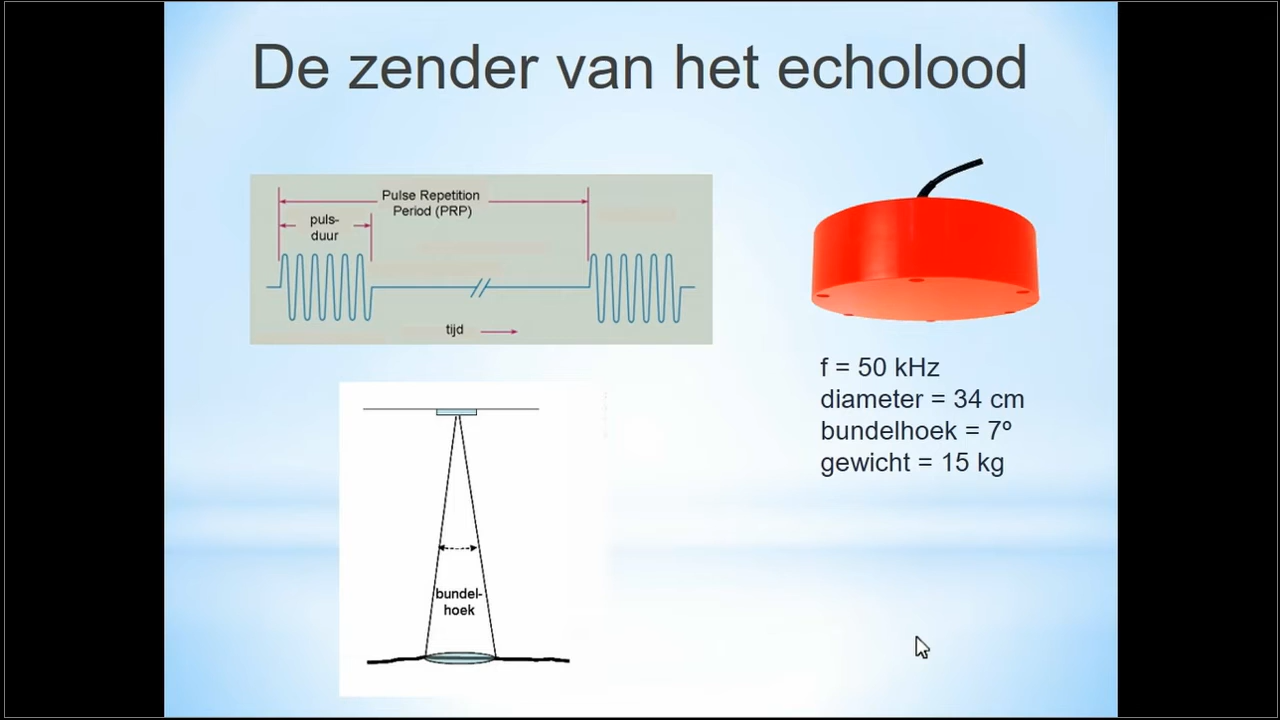 De zender van het echolood
Pulse Repetition
Period (PRP)
puls-
duur
tijd
f = 50 kHz
diameter = 34 cm
bundelhoek = 7º
gewicht = 15 kg
bundel-
hoek